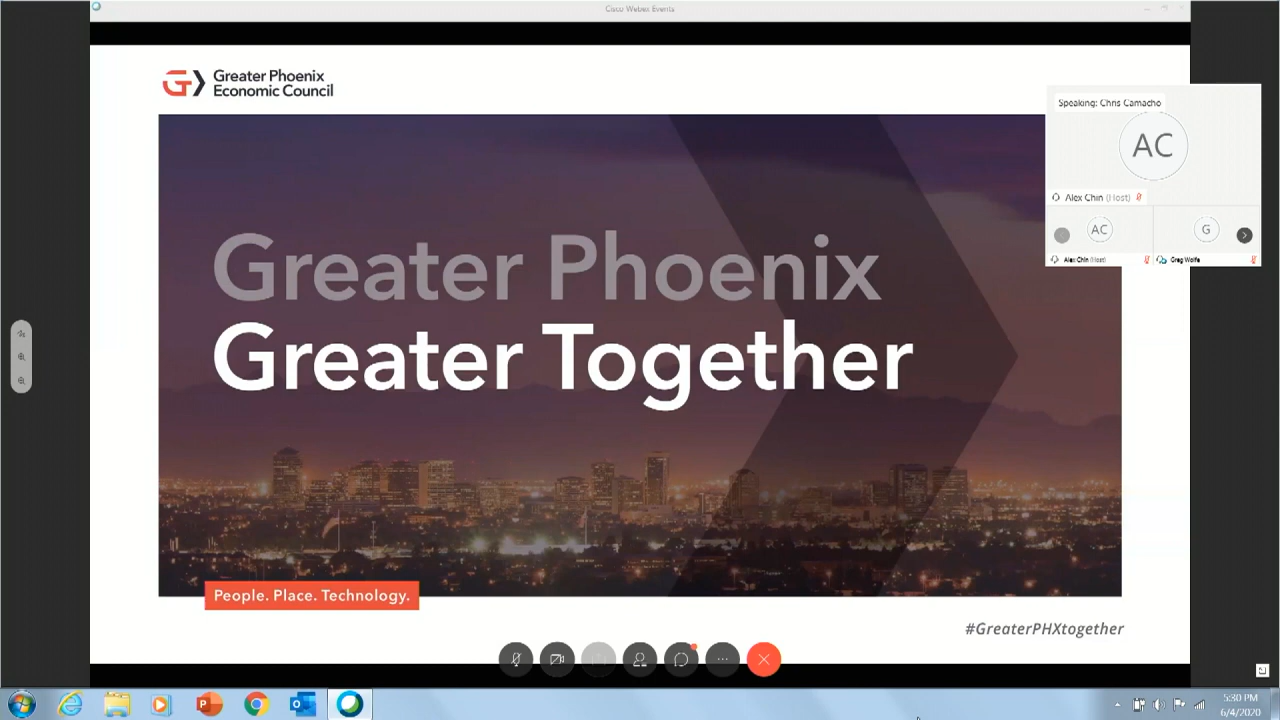 Cisco Webex Events
Greater Phoenix
Economic Council
Speaking: Chris Camacho
AC
Alex Chin (Host)
AC
G
Alex Chin (Host)
Greg Wolfe
Greater Phoenix
Greater Together
People. Place. Technology.
#GreaterPHXtogether
5:30 PM
6/4/2020